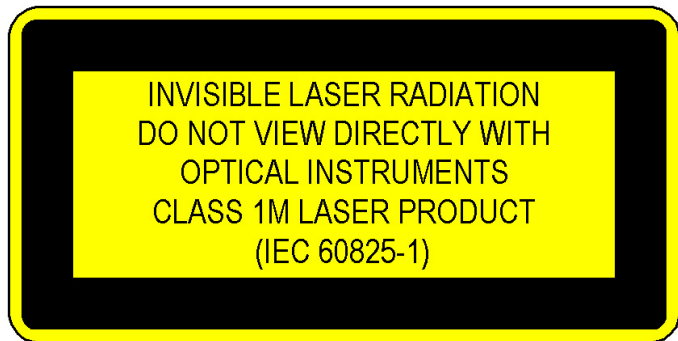 INVISIBLE LASER RADIATION
DO NOT VIEW DIRECTLY WITH
OPTICAL INSTRUMENTS
CLASS 1M LASER PRODUCT
(IEC 60825-1)